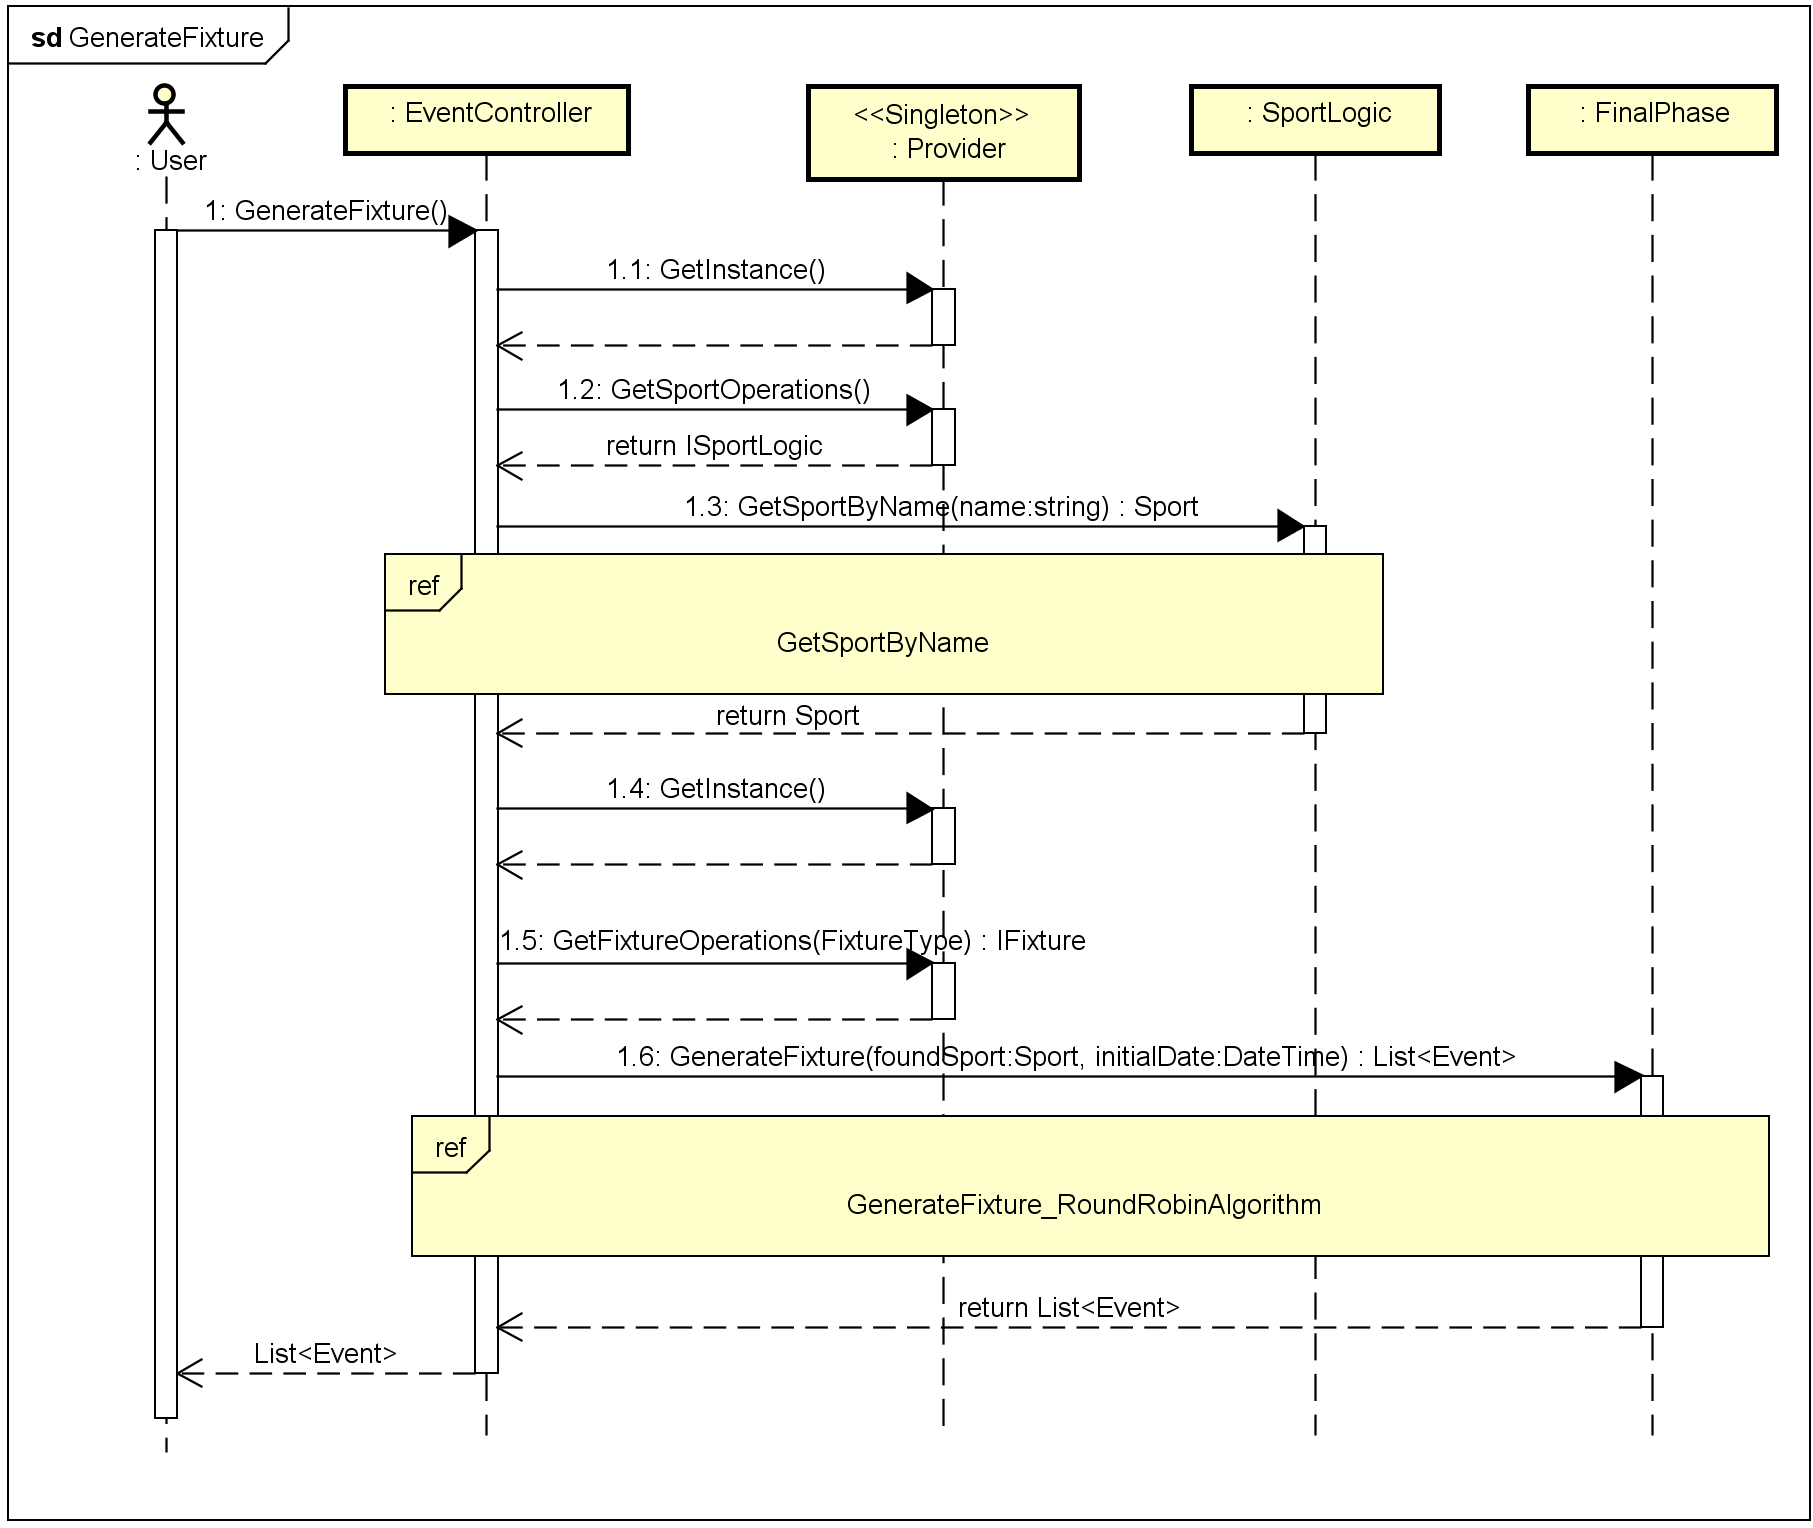 sd GenerateFixture
: User
: EventController
<<Singleton>>
: Provider
: SportLogic
: FinalPhase
1: GenerateFixture()
1.1: GetInstance()
1.2: GetSportOperations()
return ISportLogic
1.3: GetSportByName(name:string) : Sport
ref
GetSportByName
return Sport
1.4: GetInstance()
1.5: GetFixtureOperations(FixtureType) : IFixture
1.6: GenerateFixture(foundSport:Sport, initialDate:DateTime) : List<Event>
ref
GenerateFixture_RoundRobinAlgorithm
return List<Event>
List<Event>